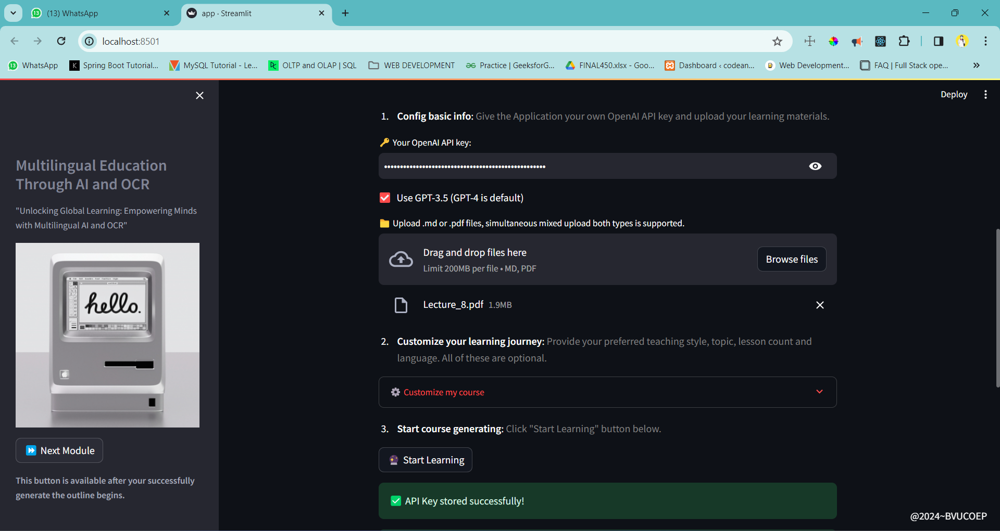 (13) WhatsApp
app · Streamlit
localhost:8501
WhatsApp
Spring Boot Tutorial...
MySQL Tutorial - Le...
OLTP and OLAP | SQL
WEB DEVELOPMENT
Practice | GeeksforG...
FINAL450.xlsx - Goo...
Dashboard ‹ codean...
Web Development...
FAQ | Full Stack ope...
Deploy
Multilingual Education
Through AI and OCR
"Unlocking Global Learning: Empowering Minds
with Multilingual AI and OCR"
hello.
Next Module
This button is available after your successfully
generate the outline begins.
1. Config basic info: Give the Application your own OpenAI API key and upload your learning materials.
Your OpenAI API key:
Use GPT-3.5 (GPT-4 is default)
Upload .md or .pdf files, simultaneous mixed upload both types is supported.
Drag and drop files here
Limit 200MB per file • MD, PDF
Browse files
Lecture_8.pdf 1.9MB
2. Customize your learning journey: Provide your preferred teaching style, topic, lesson count and
language. All of these are optional.
Customize my course
3. Start course generating: Click "Start Learning" button below.
Start Learning
API Key stored successfully!
@2024~BVUCOEP